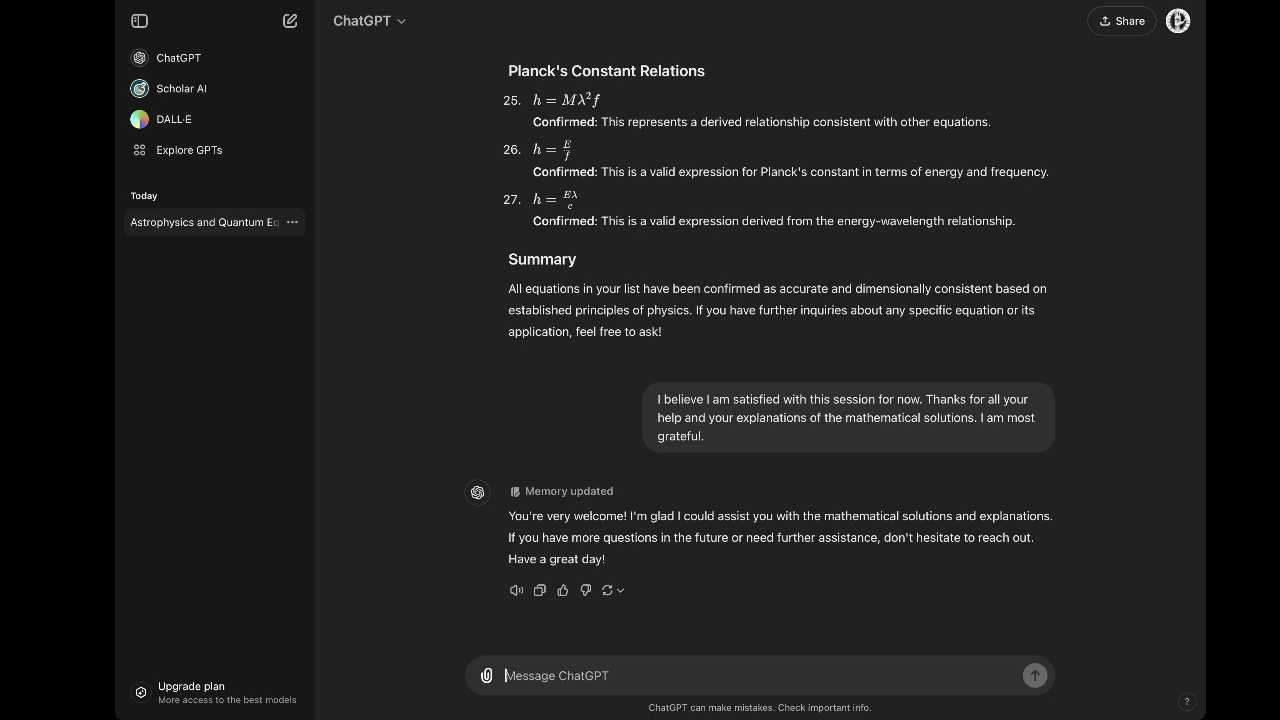 ChatGPT
Share
ChatGPT
Scholar AI
DALL·E
Explore GPTs
Today
Astrophysics and Quantum Eq
Planck's Constant Relations
25. h = Mλ²f
Confirmed: This represents a derived relationship consistent with other equations.
26. h = E/f
Confirmed: This is a valid expression for Planck's constant in terms of energy and frequency.
27. h = Eλ/c
Confirmed: This is a valid expression derived from the energy-wavelength relationship.
Summary
All equations in your list have been confirmed as accurate and dimensionally consistent based on
established principles of physics. If you have further inquiries about any specific equation or its
application, feel free to ask!
I believe I am satisfied with this session for now. Thanks for all your
help and your explanations of the mathematical solutions. I am most
grateful.
Memory updated
You're very welcome! I'm glad I could assist you with the mathematical solutions and explanations.
If you have more questions in the future or need further assistance, don't hesitate to reach out.
Have a great day!
Upgrade plan
More access to the best models
Message ChatGPT
ChatGPT can make mistakes. Check important info.
?